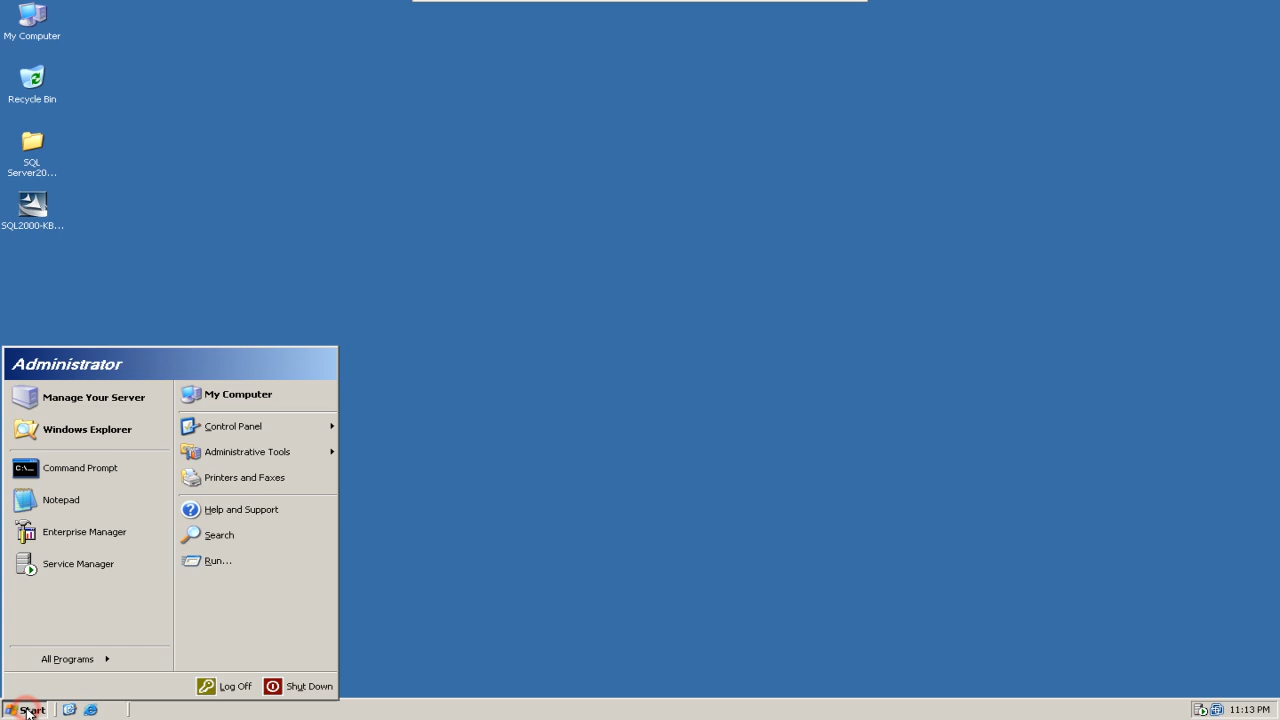 My Computer
Recycle Bin
SQL
Server20...
SQL2000-KB...
Administrator
Manage Your Server
Windows Explorer
Command Prompt
Notepad
Enterprise Manager
Service Manager
All Programs
My Computer
Control Panel
Administrative Tools
Printers and Faxes
Help and Support
Search
Run...
Log Off
Shut Down
Start
11:13 PM